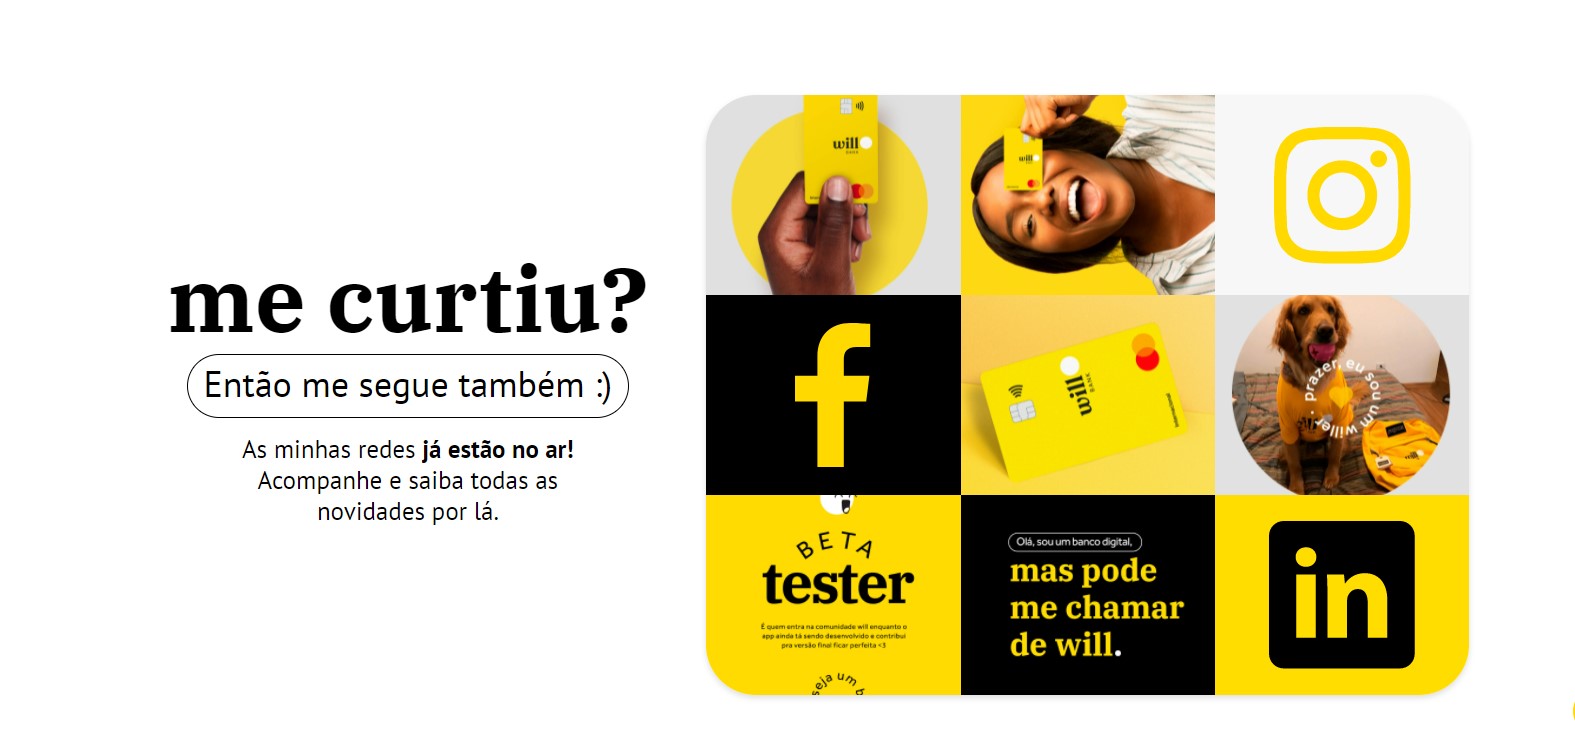 me curtiu?
Então me segue também :)
As minhas redes já estão no ar!
Acompanhe e saiba todas as
novidades por lá.
will
BANK
will
will
BANK
prazer, eu sou um willer
BETA
tester
É quem entra na comunidade will enquanto o
app ainda tá sendo desenvolvido e contribui
pra versão final ficar perfeita <3
seja um b
Olá, sou um banco digital,
mas pode
me chamar
de will.
in